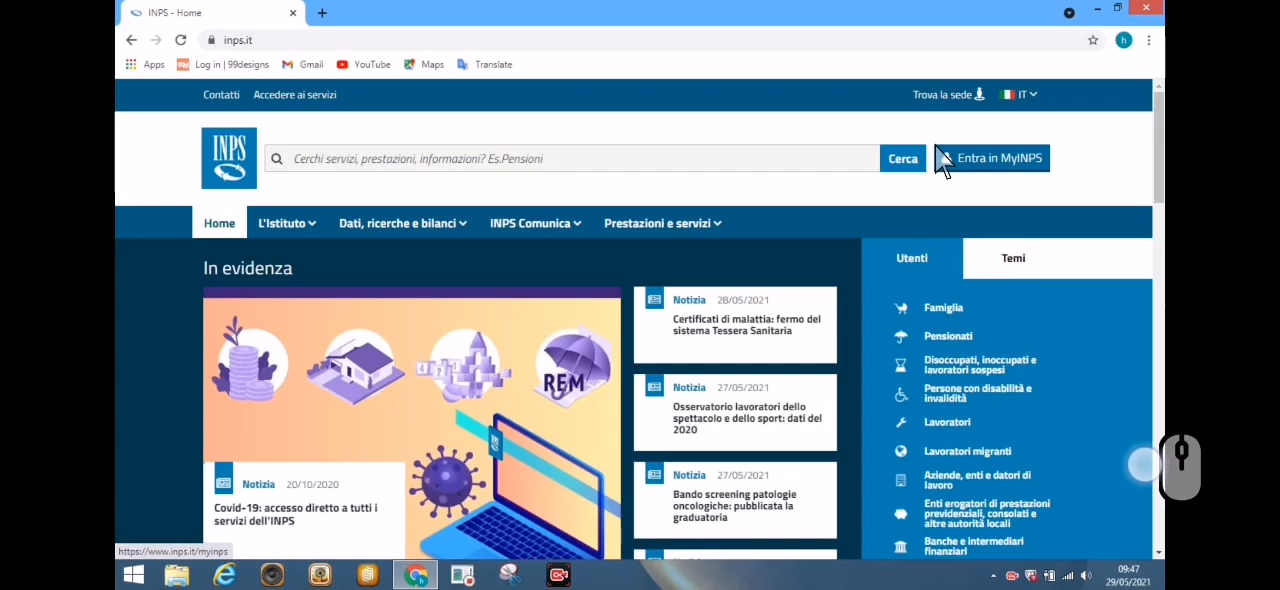 INPS - Home
inps.it
h
Apps
Log in | 99designs
Gmail
YouTube
Maps
Translate
Contatti
Accedere ai servizi
Trova la sede
IT
INPS
Cerchi servizi, prestazioni, informazioni? Es.Pensioni
Cerca
Entra in MyINPS
Home
L'Istituto
Dati, ricerche e bilanci
INPS Comunica
Prestazioni e servizi
In evidenza
REM
Notizia 20/10/2020
Covid-19: accesso diretto a tutti i
servizi dell'INPS
Notizia 28/05/2021
Certificati di malattia: fermo del
sistema Tessera Sanitaria
Notizia 27/05/2021
Osservatorio lavoratori dello
spettacolo e dello sport: dati del
2020
Notizia 27/05/2021
Bando screening patologie
oncologiche: pubblicata la
graduatoria
Utenti
Temi
Famiglia
Pensionati
Disoccupati, inoccupati e
lavoratori sospesi
Persone con disabilità e
invalidità
Lavoratori
Lavoratori migranti
Aziende, enti e datori di
lavoro
Enti erogatori di prestazioni
previdenziali, consolati e
altre autorità locali
Banche e intermediari
finanziari
https://www.inps.it/myinps
09:47
29/05/2021